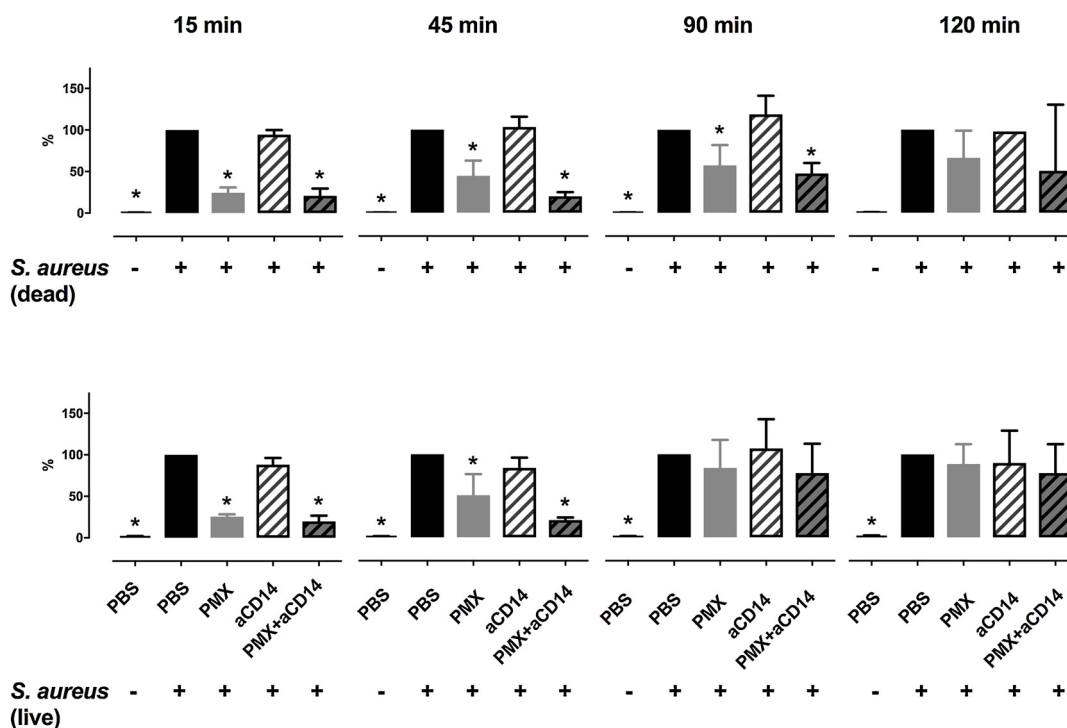 15 min 45 min 90 min 120 min
150
100
50
0
%
* * *
* * *
* * *
S. aureus - + + + + - + + + + - + + + + - + + + +
(dead)
150
100
50
0
%
* * *
* * *
*
*
PBS PBS PMX aCD14 PMX+aCD14 PBS PBS PMX aCD14 PMX+aCD14 PBS PBS PMX aCD14 PMX+aCD14 PBS PBS PMX aCD14 PMX+aCD14
S. aureus - + + + + - + + + + - + + + + - + + + +
(live)